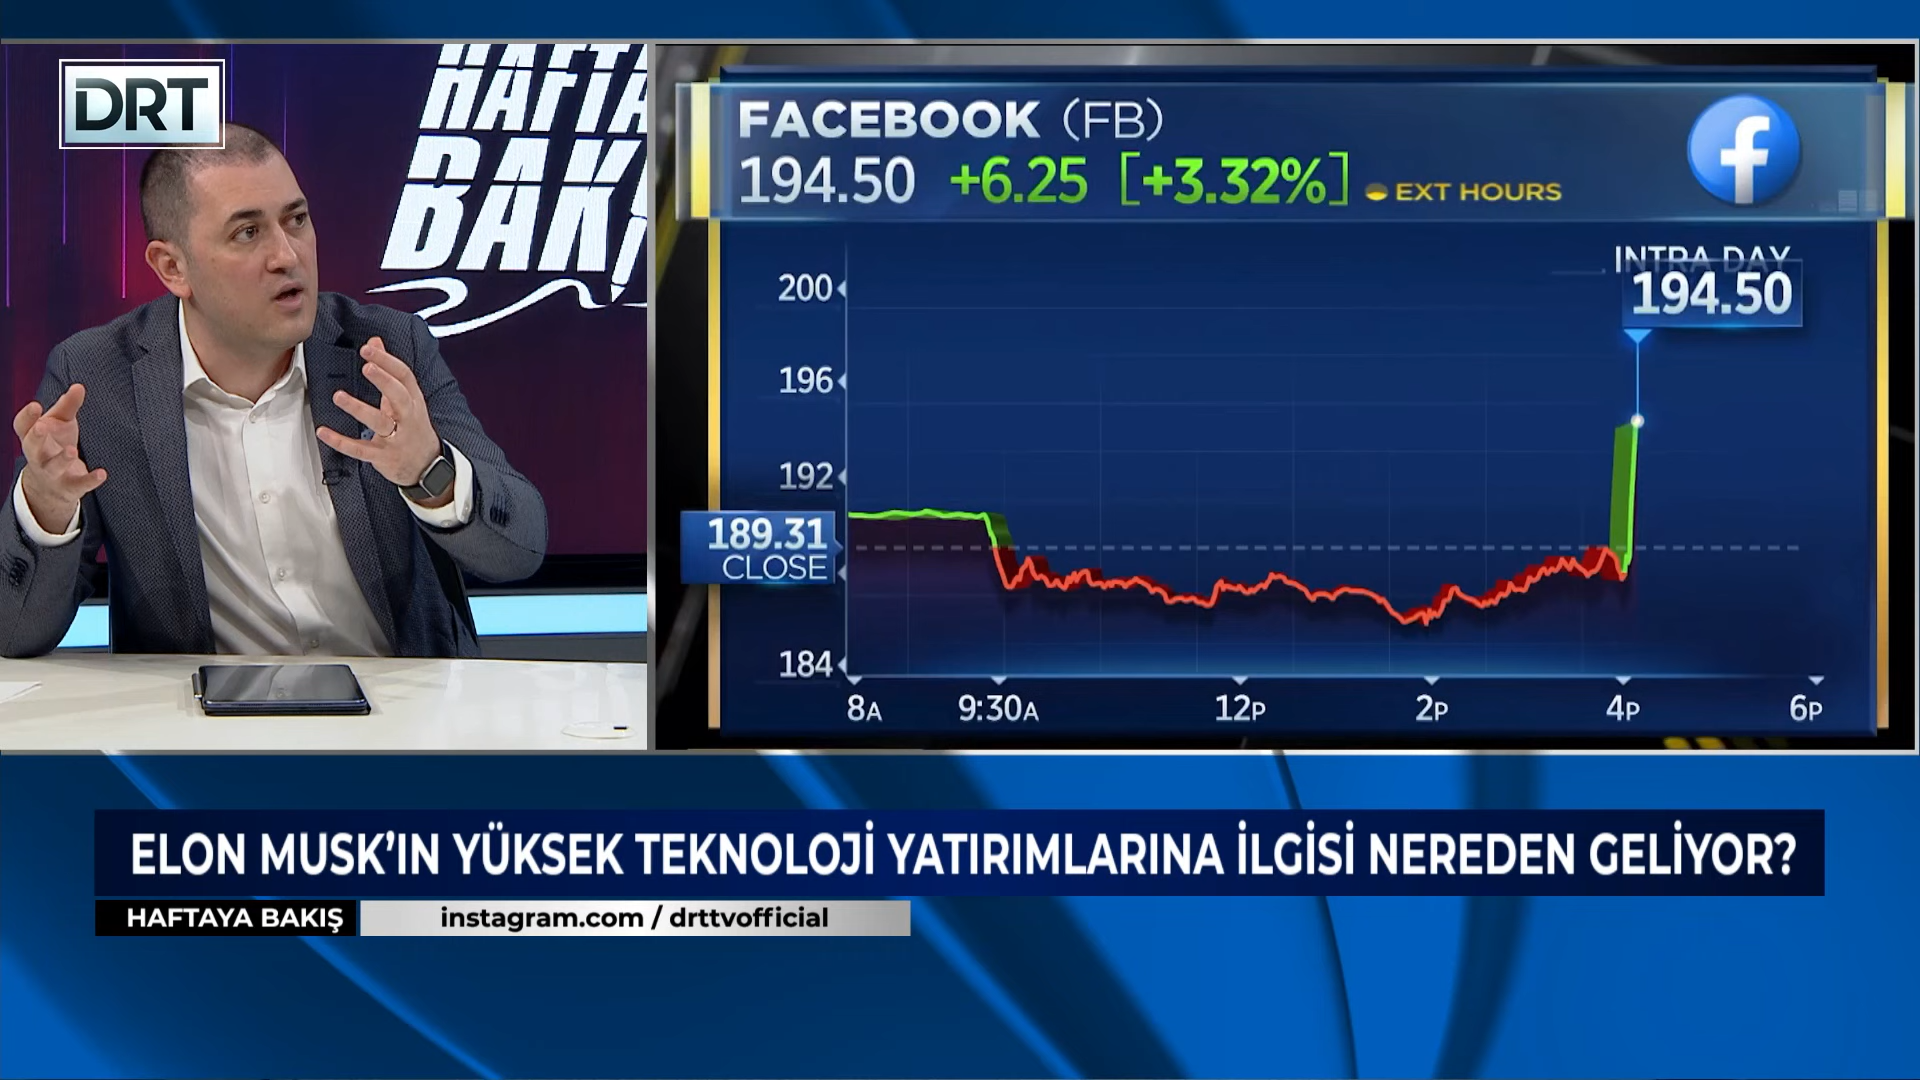 DRT
HAFTA
BAKIŞ
FACEBOOK (FB)
194.50 +6.25 [+3.32%] EXT HOURS
f
INTRA DAY
194.50
200
196
192
189.31
CLOSE
184
8A 9:30A 12P 2P 4P 6P
ELON MUSK'IN YÜKSEK TEKNOLOJİ YATIRIMLARINA İLGİSİ NEREDEN GELİYOR?
HAFTAYA BAKIŞ instagram.com / drttvofficial